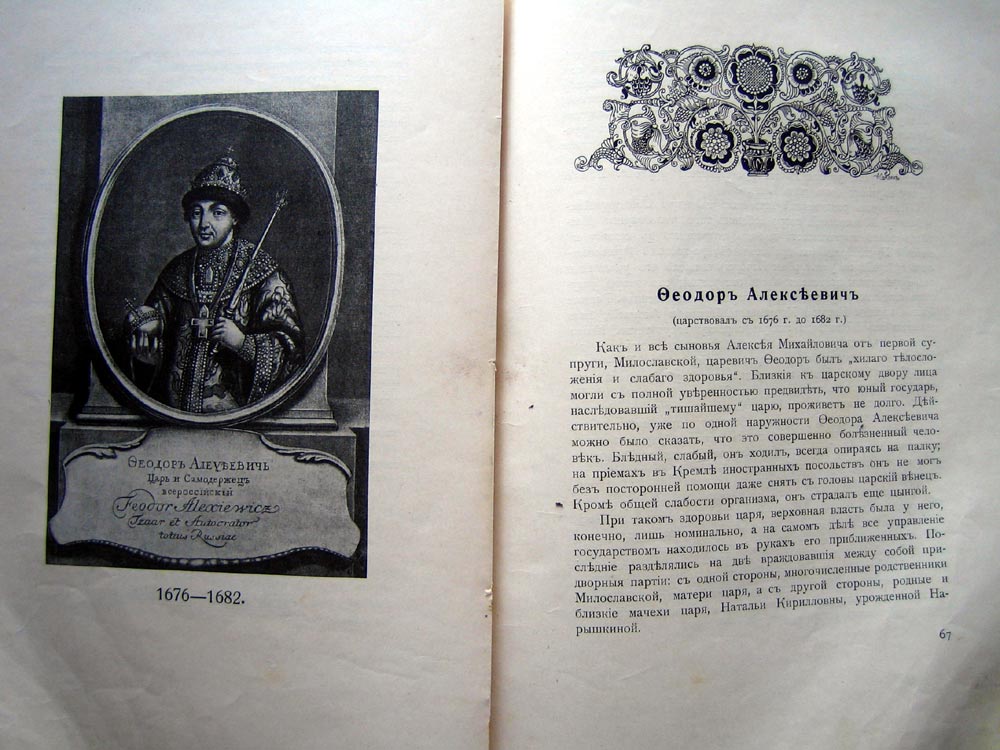 Ѳеодоръ Алеѯѣевичь
Царь и Самодержецъ
всероссiйскiй
Feodor Alexiewicz
Tzaar et Autocrator
totius Russiae
1676—1682.
Ѳеодоръ Алексѣевичъ
(царствовалъ съ 1676 г. до 1682 г.)
Какъ и всѣ сыновья Алексѣя Михайловича отъ первой су-
пруги, Милославской, царевичъ Ѳеодоръ былъ „хилаго тѣлосло-
женія и слабаго здоровья“. Близкія къ царскому двору лица
могли съ полной увѣренностью предвидѣть, что юный государь,
наслѣдовавшій „тишайшему“ царю, проживетъ не долго. Дѣй-
ствительно, уже по одной наружности Ѳеодора Алексѣевича
можно было сказать, что это совершенно болѣзненный чело-
вѣкъ. Блѣдный, слабый, онъ ходилъ, всегда опираясь на палку;
на пріемахъ въ Кремлѣ иностранныхъ посольствъ онъ не могъ
безъ посторонней помощи даже снять съ головы царскій вѣнецъ.
Кромѣ общей слабости организма, онъ страдалъ еще цынгой.
При такомъ здоровьи царя, верховная власть была у него,
конечно, лишь номинально, а на самомъ дѣлѣ все управленіе
государствомъ находилось въ рукахъ его приближенныхъ. По-
слѣдніе раздѣлялись на двѣ враждовавшія между собой при-
дворныя партіи: съ одной стороны, многочисленные родственники
Милославской, матери царя, а съ другой стороны, родные и
близкіе мачехи царя, Натальи Кирилловны, урожденной На-
рышкиной.
67